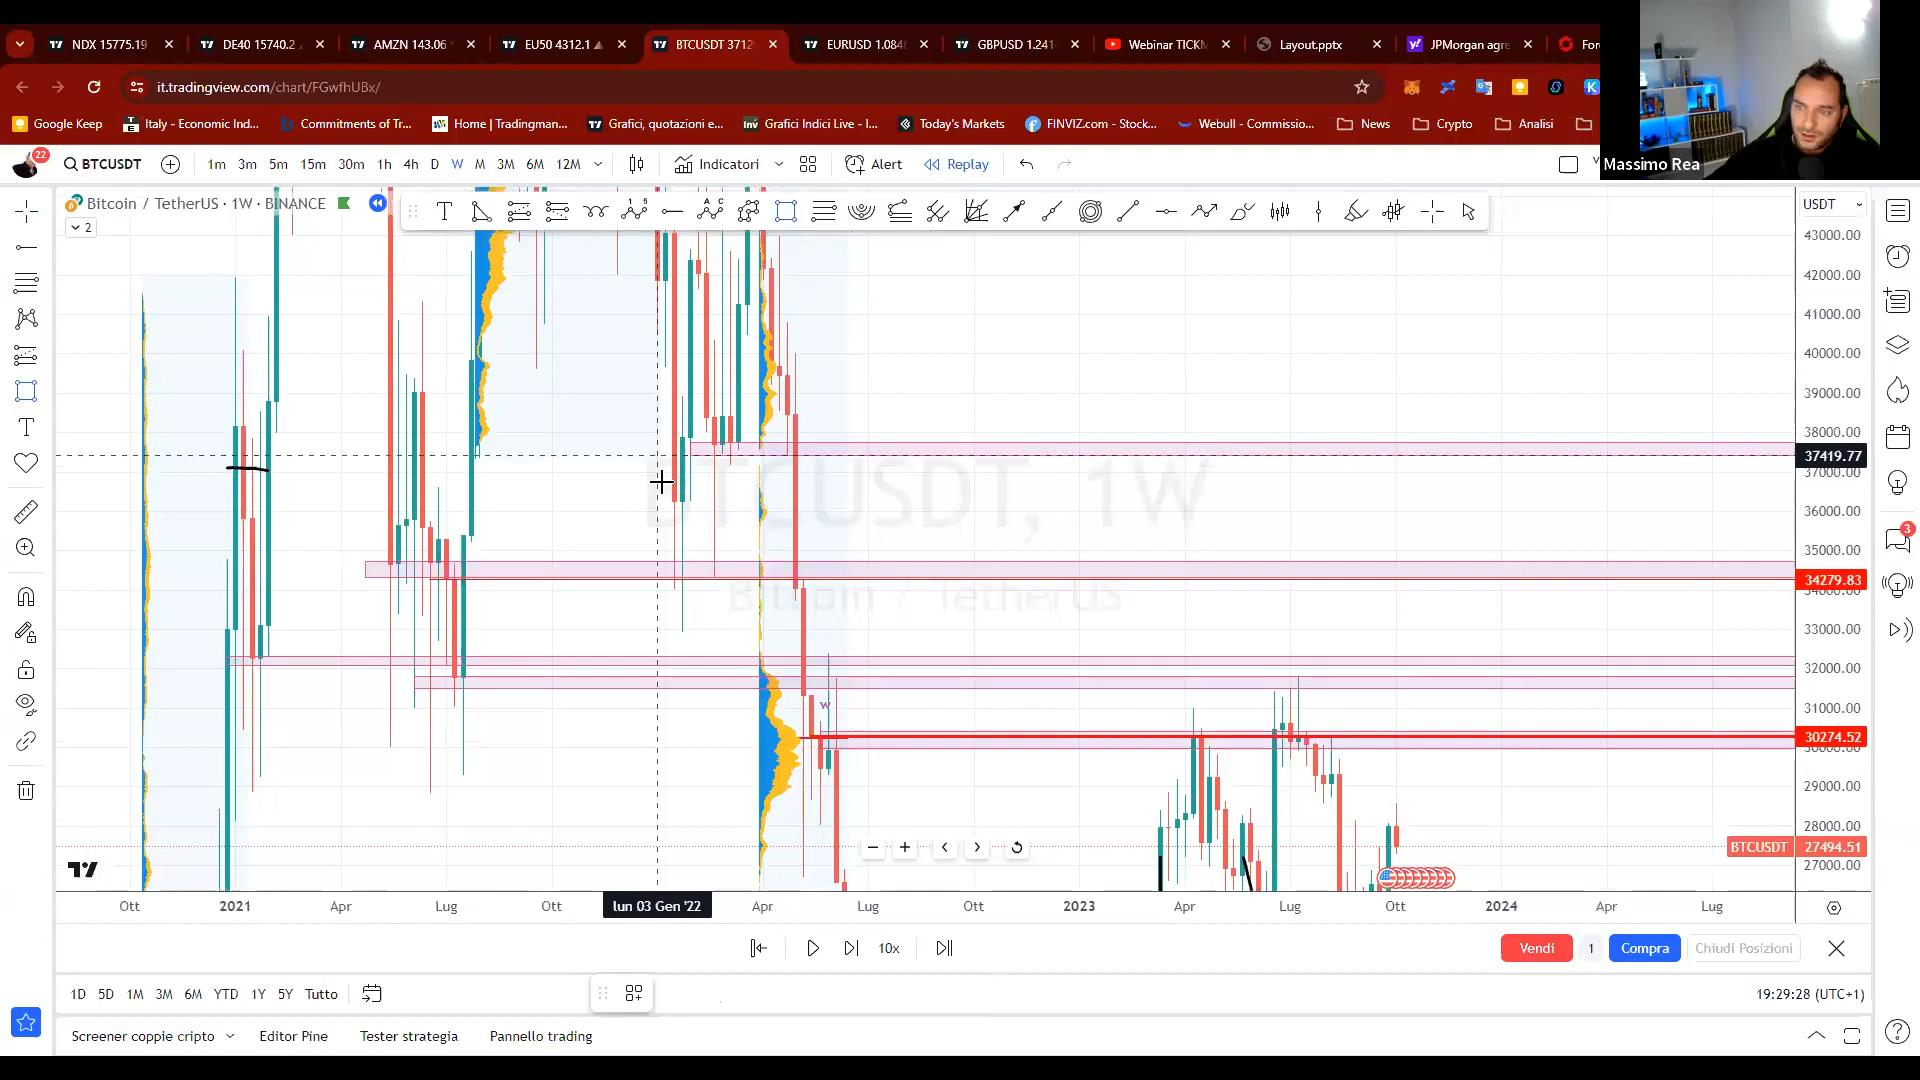 NDX 15775.19
DE40 15740.2
AMZN 143.06
EU50 4312.1
BTCUSDT 3712
EURUSD 1.084
GBPUSD 1.241
Webinar TICKM
Layout.pptx
JPMorgan agre
For
it.tradingview.com/chart/FGwfhUBx/
Google Keep
Italy - Economic Ind...
Commitments of Tr...
Home | Tradingman...
Grafici, quotazioni e...
Grafici Indici Live - I...
Today's Markets
FINVIZ.com - Stock...
Webull - Commissio...
News
Crypto
Analisi
Massimo Rea
22
BTCUSDT
1m 3m 5m 15m 30m 1h 4h D W M 3M 6M 12M
Indicatori
Alert
Replay
Bitcoin / TetherUS · 1W · BINANCE
2
USDT
43000.00
42000.00
41000.00
40000.00
39000.00
38000.00
37419.77
37000.00
36000.00
35000.00
34279.83
34000.00
33000.00
32000.00
31000.00
30274.52
30000.00
29000.00
28000.00
BTCUSDT 27494.51
27000.00
BTCUSDT, 1W
Bitcoin / TetherUS
W
3
Ott 2021 Apr Lug Ott lun 03 Gen '22 Apr Lug Ott 2023 Apr Lug Ott 2024 Apr Lug
10x
Vendi 1 Compra Chiudi Posizioni
1D 5D 1M 3M 6M YTD 1Y 5Y Tutto
19:29:28 (UTC+1)
Screener coppie cripto
Editor Pine
Tester strategia
Pannello trading